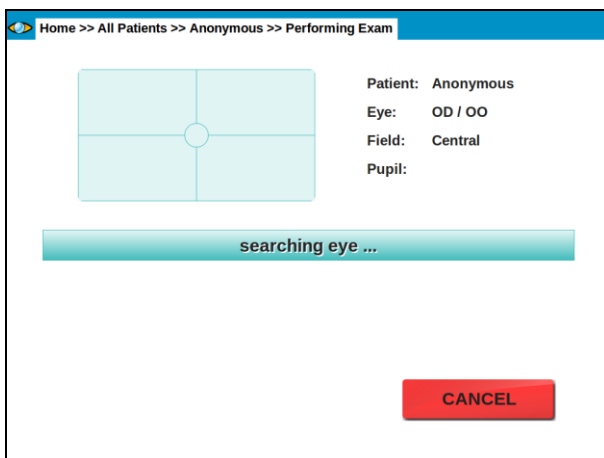 Home >> All Patients >> Anonymous >> Performing Exam
Patient: Anonymous
Eye: OD / OO
Field: Central
Pupil:
searching eye ...
CANCEL